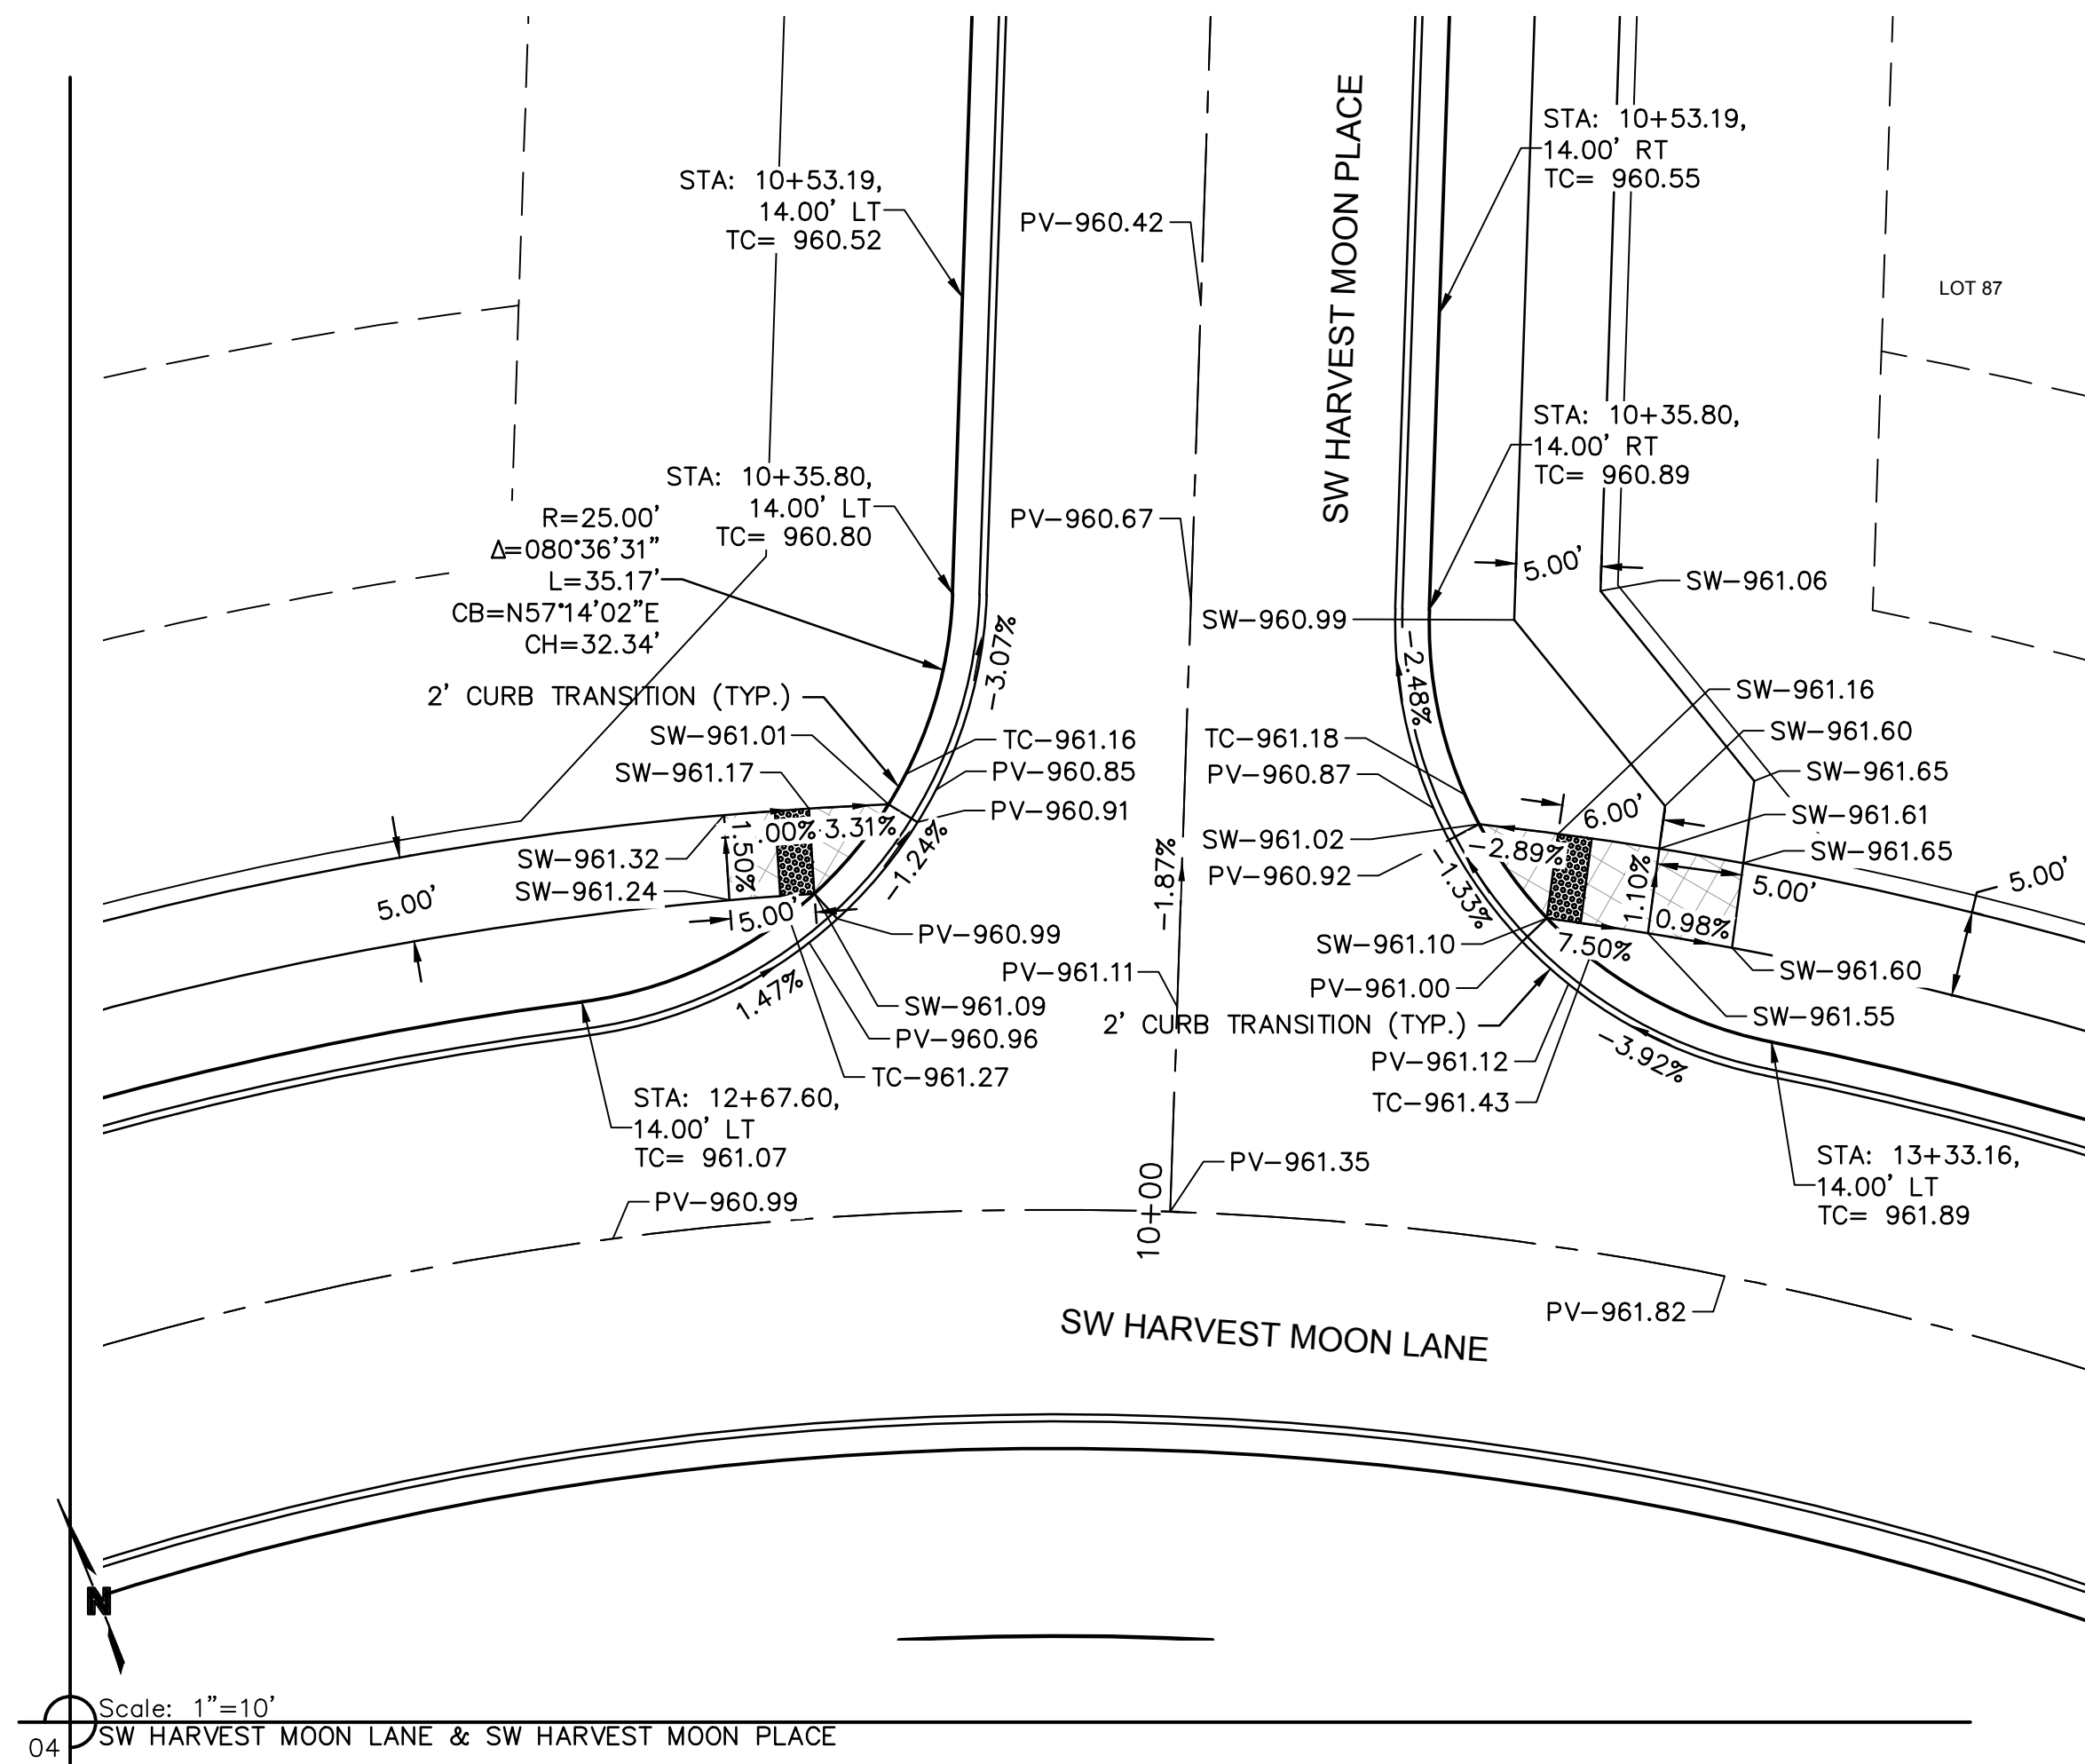 STA: 10+53.19,
14.00' LT
TC= 960.52
PV-960.42
SW HARVEST MOON PLACE
STA: 10+53.19,
14.00' RT
TC= 960.55
LOT 87
STA: 10+35.80,
14.00' LT
TC= 960.80
R=25.00'
Δ=080°36'31"
L=35.17'
CB=N57°14'02"E
CH=32.34'
PV-960.67
STA: 10+35.80,
14.00' RT
TC= 960.89
5.00'
SW-961.06
SW-960.99
-3.07%
-2.48%
2' CURB TRANSITION (TYP.)
SW-961.16
SW-961.01
TC-961.16
TC-961.18
SW-961.60
SW-961.17
PV-960.85
PV-960.87
SW-961.65
PV-960.91
6.00'
SW-961.61
1.50%
.00%
-3.31%
-1.24%
SW-961.02
-2.89%
SW-961.65
SW-961.32
SW-961.24
5.00'
5.00'
PV-960.92
-1.33%
1.10%
5.00'
5.00'
-1.87%
0.98%
PV-960.99
SW-961.10
7.50%
PV-961.11
SW-961.60
1.47%
SW-961.09
PV-961.00
SW-961.55
PV-960.96
2' CURB TRANSITION (TYP.)
TC-961.27
PV-961.12
-3.92%
TC-961.43
STA: 12+67.60,
14.00' LT
TC= 961.07
STA: 13+33.16,
14.00' LT
TC= 961.89
PV-960.99
10+00
PV-961.35
PV-961.82
SW HARVEST MOON LANE
N
Scale: 1"=10'
04
SW HARVEST MOON LANE & SW HARVEST MOON PLACE